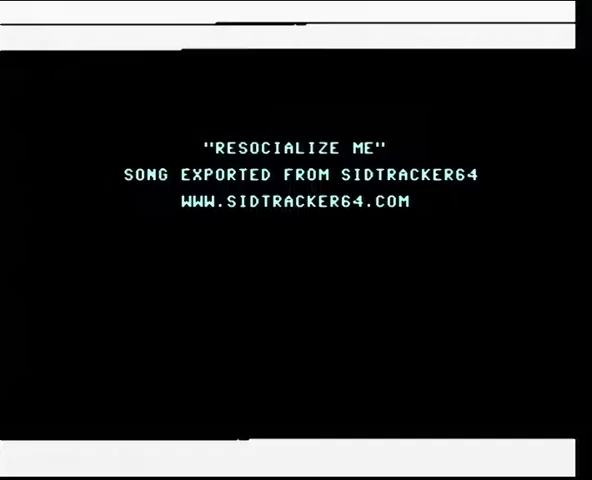 "RESOCIALIZE ME"
SONG EXPORTED FROM SIDTRACKER64
WWW.SIDTRACKER64.COM